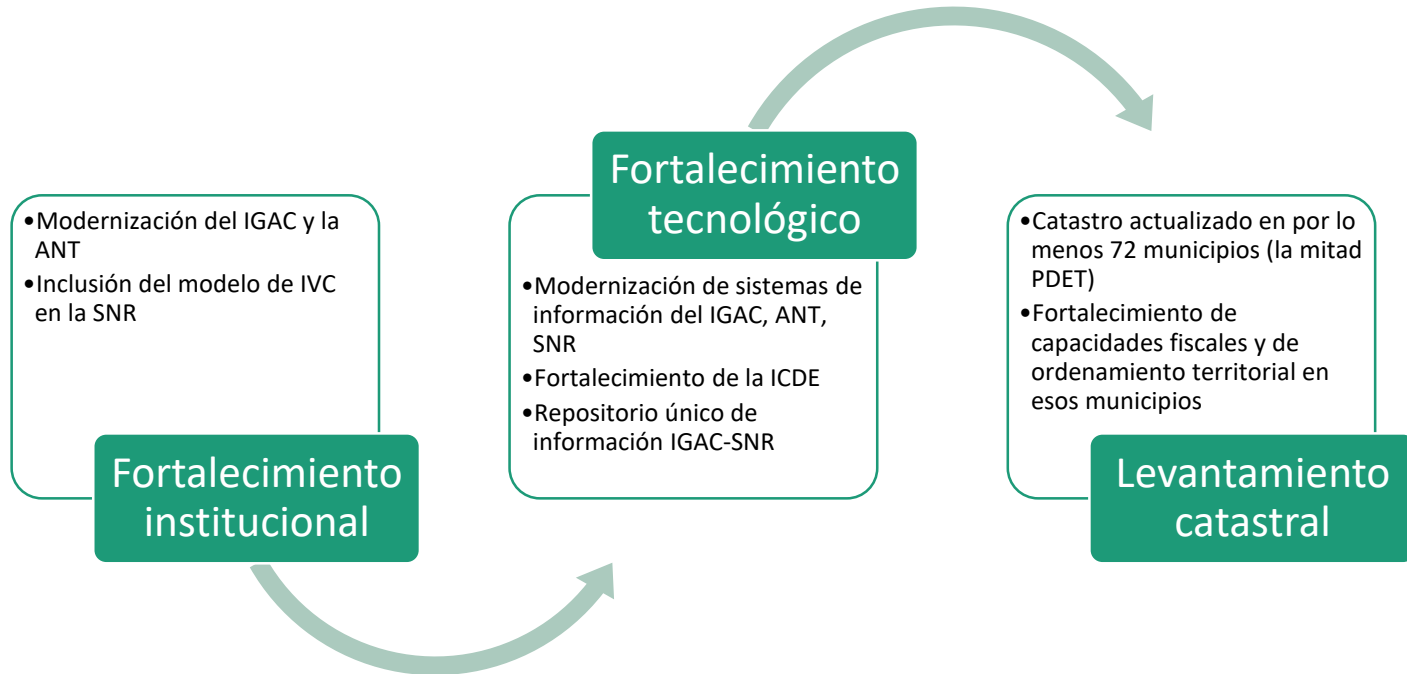 •Modernización del IGAC y la
ANT
•Inclusión del modelo de IVC
en la SNR
Fortalecimiento
institucional
Fortalecimiento
tecnológico
•Modernización de sistemas de
información del IGAC, ANT,
SNR
•Fortalecimiento de la ICDE
•Repositorio único de
información IGAC-SNR
•Catastro actualizado en por lo
menos 72 municipios (la mitad
PDET)
•Fortalecimiento de
capacidades fiscales y de
ordenamiento territorial en
esos municipios
Levantamiento
catastral